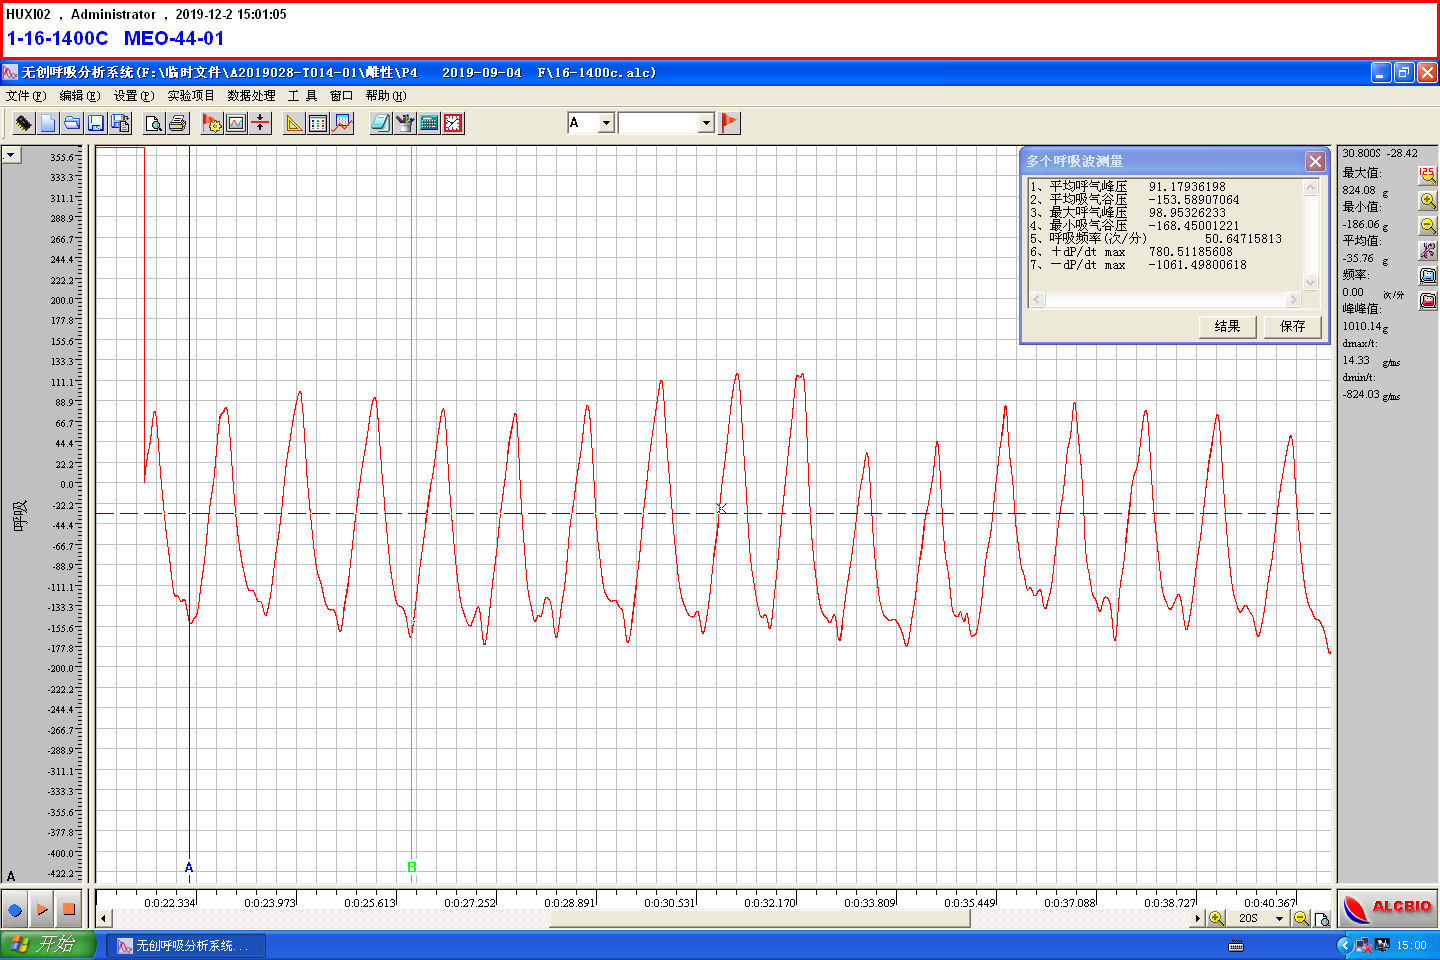 HUXI02 , Administrator , 2019-12-2 15:01:05
1-16-1400C MEO-44-01
无创呼吸分析系统(F:\临时文件\A2019028-T014-01\雌性\P4 2019-09-04 F\16-1400c.alc)
文件(F) 编辑(E) 设置(P) 实验项目 数据处理 工 具 窗口 帮助(H)
A
多个呼吸波测量
1、平均呼气峰压 91.17936198
2、平均吸气谷压 -153.58907064
3、最大呼气峰压 98.95326233
4、最小吸气谷压 -168.45001221
5、呼吸频率(次/分) 50.64715813
6、＋dP/dt max 780.51185608
7、－dP/dt max -1061.49800618
结果 保存
30.800S -28.42
最大值:
824.08 g
最小值:
-186.06 g
平均值:
-35.76 g
频率:
0.00 次/分
峰峰值:
1010.14 g
dmax/t:
14.33 g/ms
dmin/t:
-824.03 g/ms
355.6
333.3
311.1
288.9
266.7
244.4
222.2
200.0
177.8
155.6
133.3
111.1
88.9
66.7
44.4
22.2
0.0
-22.2
-44.4
-66.7
-88.9
-111.1
-133.3
-155.6
-177.8
-200.0
-222.2
-244.4
-266.7
-288.9
-311.1
-333.3
-355.6
-377.8
-400.0
-422.2
呼吸
A
A
B
0:0:22.334 0:0:23.973 0:0:25.613 0:0:27.252 0:0:28.891 0:0:30.531 0:0:32.170 0:0:33.809 0:0:35.449 0:0:37.088 0:0:38.727 0:0:40.367
20S
ALCBIO
开始
无创呼吸分析系统...
15:00